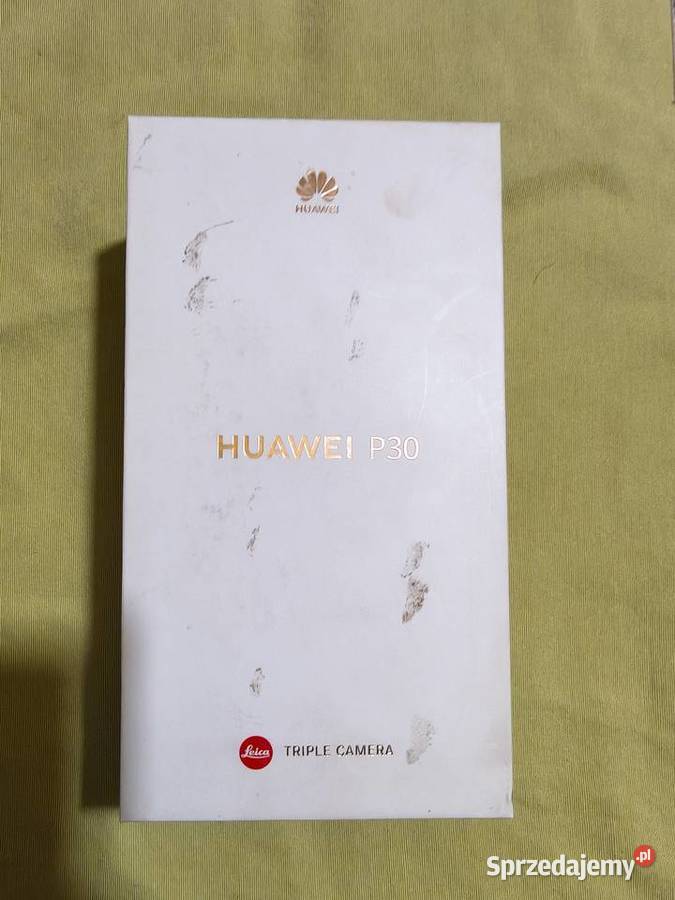 HUAWEI
HUAWEI P30
Leica TRIPLE CAMERA
Sprzedajemy.pl